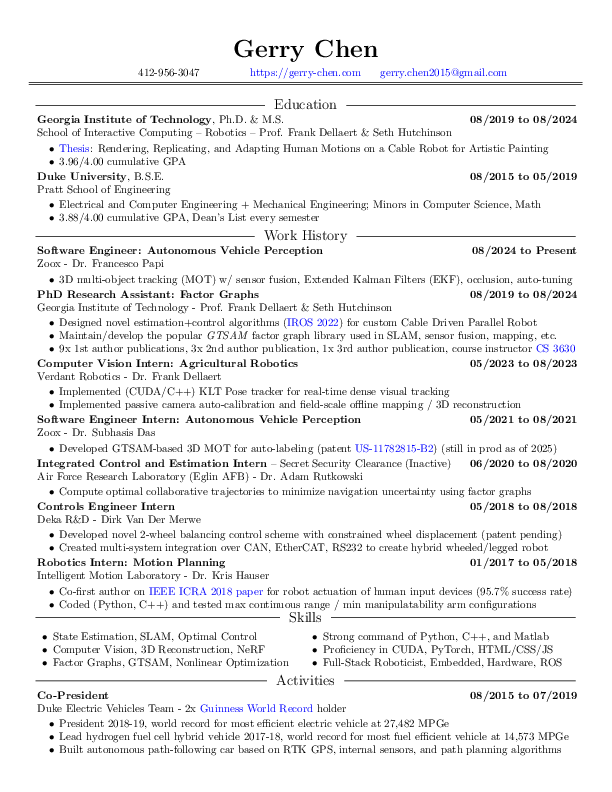 Gerry Chen
412-956-3047 https://gerry-chen.com gerry.chen2015@gmail.com
Education
Georgia Institute of Technology, Ph.D. & M.S. 08/2019 to 08/2024
School of Interactive Computing – Robotics – Prof. Frank Dellaert & Seth Hutchinson
• Thesis: Rendering, Replicating, and Adapting Human Motions on a Cable Robot for Artistic Painting
• 3.96/4.00 cumulative GPA
Duke University, B.S.E. 08/2015 to 05/2019
Pratt School of Engineering
• Electrical and Computer Engineering + Mechanical Engineering; Minors in Computer Science, Math
• 3.88/4.00 cumulative GPA, Dean's List every semester
Work History
Software Engineer: Autonomous Vehicle Perception 08/2024 to Present
Zoox - Dr. Francesco Papi
• 3D multi-object tracking (MOT) w/ sensor fusion, Extended Kalman Filters (EKF), occlusion, auto-tuning
PhD Research Assistant: Factor Graphs 08/2019 to 08/2024
Georgia Institute of Technology - Prof. Frank Dellaert & Seth Hutchinson
• Designed novel estimation+control algorithms (IROS 2022) for custom Cable Driven Parallel Robot
• Maintain/develop the popular GTSAM factor graph library used in SLAM, sensor fusion, mapping, etc.
• 9x 1st author publications, 3x 2nd author publication, 1x 3rd author publication, course instructor CS 3630
Computer Vision Intern: Agricultural Robotics 05/2023 to 08/2023
Verdant Robotics - Dr. Frank Dellaert
• Implemented (CUDA/C++) KLT Pose tracker for real-time dense visual tracking
• Implemented passive camera auto-calibration and field-scale offline mapping / 3D reconstruction
Software Engineer Intern: Autonomous Vehicle Perception 05/2021 to 08/2021
Zoox - Dr. Subhasis Das
• Developed GTSAM-based 3D MOT for auto-labeling (patent US-11782815-B2) (still in prod as of 2025)
Integrated Control and Estimation Intern – Secret Security Clearance (Inactive) 06/2020 to 08/2020
Air Force Research Laboratory (Eglin AFB) - Dr. Adam Rutkowski
• Compute optimal collaborative trajectories to minimize navigation uncertainty using factor graphs
Controls Engineer Intern 05/2018 to 08/2018
Deka R&D - Dirk Van Der Merwe
• Developed novel 2-wheel balancing control scheme with constrained wheel displacement (patent pending)
• Created multi-system integration over CAN, EtherCAT, RS232 to create hybrid wheeled/legged robot
Robotics Intern: Motion Planning 01/2017 to 05/2018
Intelligent Motion Laboratory - Dr. Kris Hauser
• Co-first author on IEEE ICRA 2018 paper for robot actuation of human input devices (95.7% success rate)
• Coded (Python, C++) and tested max continuous range / min manipulatability arm configurations
Skills
• State Estimation, SLAM, Optimal Control
• Computer Vision, 3D Reconstruction, NeRF
• Factor Graphs, GTSAM, Nonlinear Optimization
• Strong command of Python, C++, and Matlab
• Proficiency in CUDA, PyTorch, HTML/CSS/JS
• Full-Stack Roboticist, Embedded, Hardware, ROS
Activities
Co-President 08/2015 to 07/2019
Duke Electric Vehicles Team - 2x Guinness World Record holder
• President 2018-19, world record for most efficient electric vehicle at 27,482 MPGe
• Lead hydrogen fuel cell hybrid vehicle 2017-18, world record for most fuel efficient vehicle at 14,573 MPGe
• Built autonomous path-following car based on RTK GPS, internal sensors, and path planning algorithms